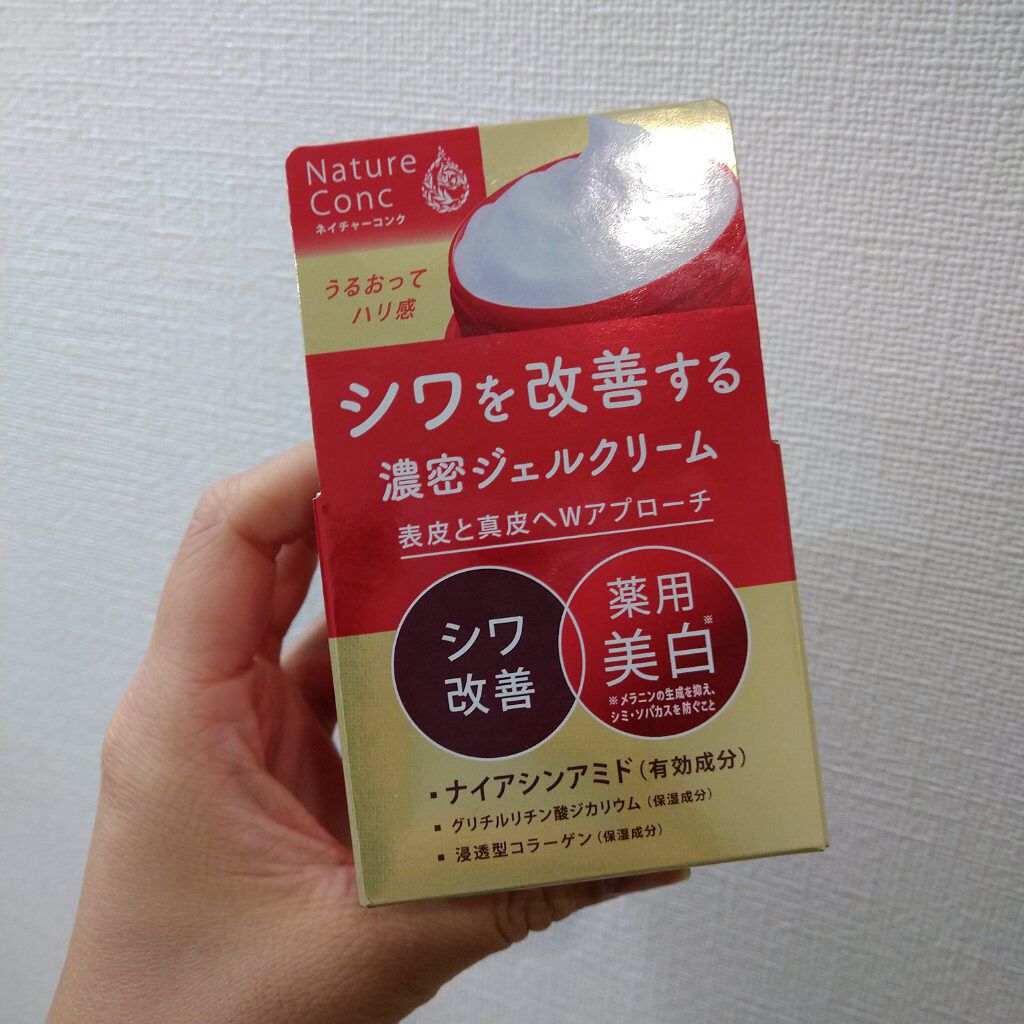 Nature
Conc
ネイチャーコンク
うるおって
ハリ感
シワを改善する
濃密ジェルクリーム
表皮と真皮へWアプローチ
シワ
改善
薬用
美白※
※メラニンの生成を抑え、
シミ・ソバカスを防ぐこと
▪ナイアシンアミド(有効成分)
▪グリチルリチン酸ジカリウム(保湿成分)
▪浸透型コラーゲン(保湿成分)